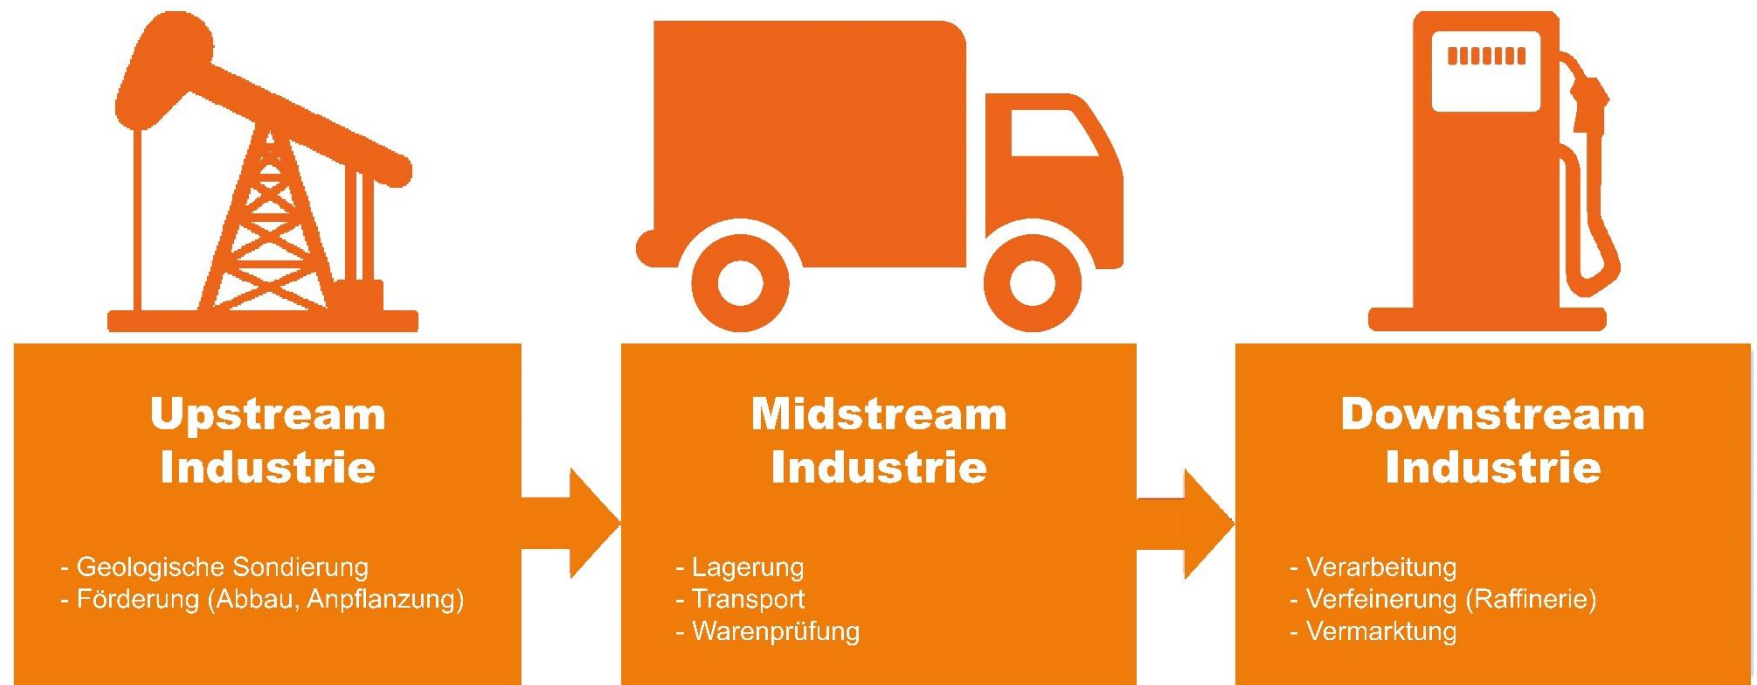 Upstream
Industrie
- Geologische Sondierung
- Förderung (Abbau, Anpflanzung)
Midstream
Industrie
- Lagerung
- Transport
- Warenprüfung
Downstream
Industrie
- Verarbeitung
- Verfeinerung (Raffinerie)
- Vermarktung